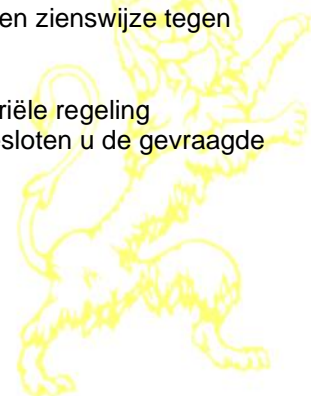 en zienswijze tegen
riële regeling
sloten u de gevraagde